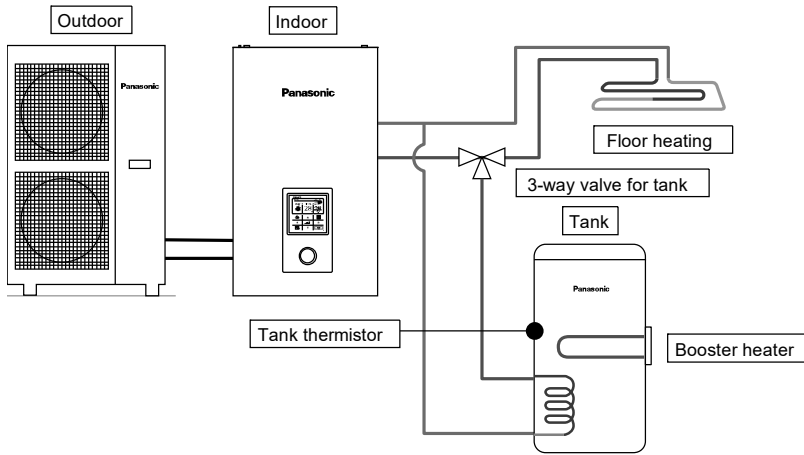 Outdoor
Indoor
Panasonic
Panasonic
Floor heating
3-way valve for tank
Tank
Panasonic
Tank thermistor
Booster heater